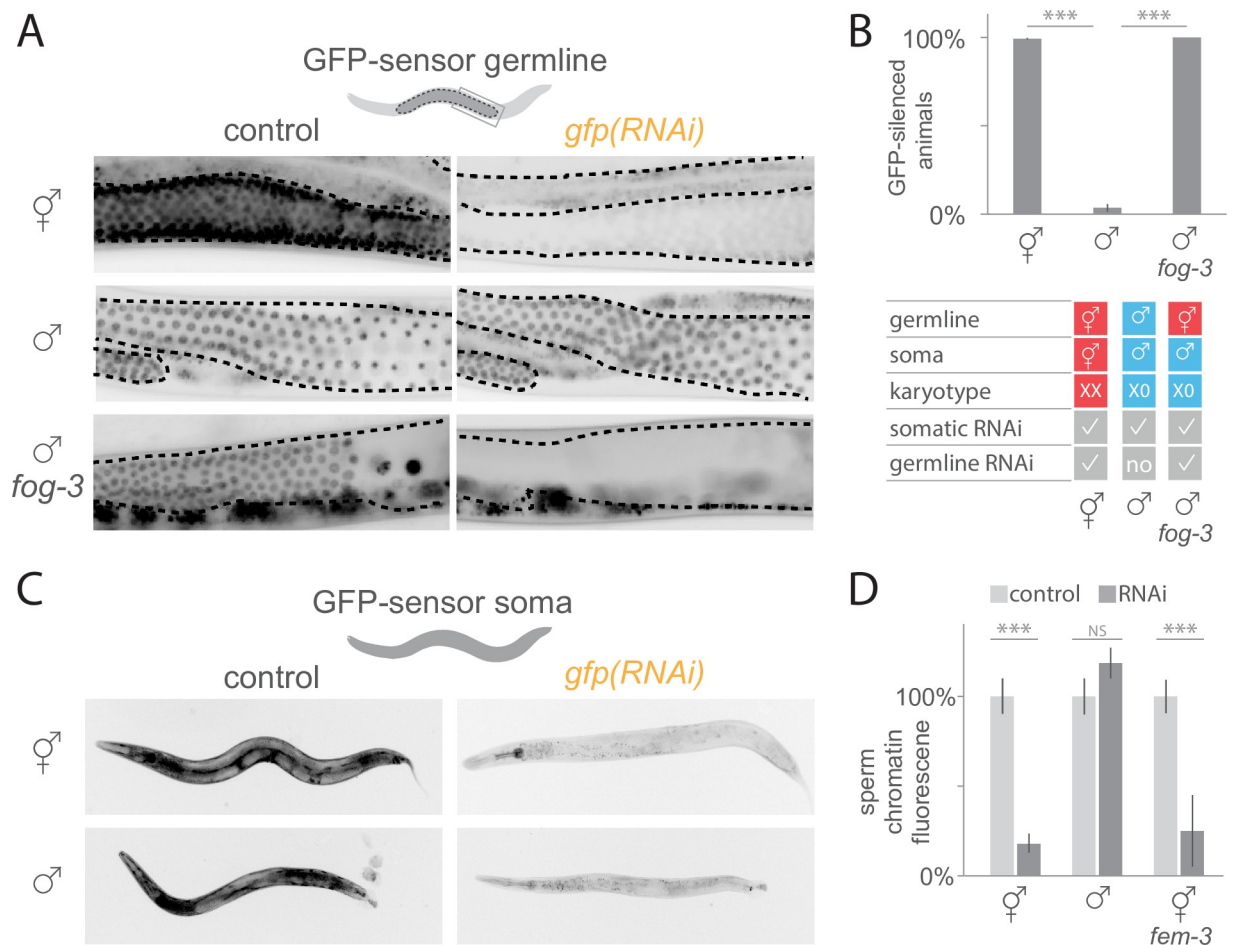 A
GFP-sensor germline
control
gfp(RNAi)
⚥
♂
♂
fog-3
B
*** ***
100%
0%
GFP-silenced
animals
⚥ ♂ ♂
fog-3
germline ⚥ ♂ ⚥
soma ⚥ ♂ ♂
karyotype XX X0 X0
somatic RNAi ✓ ✓ ✓
germline RNAi ✓ no ✓
⚥ ♂ ♂
fog-3
C
GFP-sensor soma
control
gfp(RNAi)
⚥
♂
D
control RNAi
*** NS ***
100%
0%
sperm
chromatin
fluorescene
⚥ ♂ ⚥
fem-3